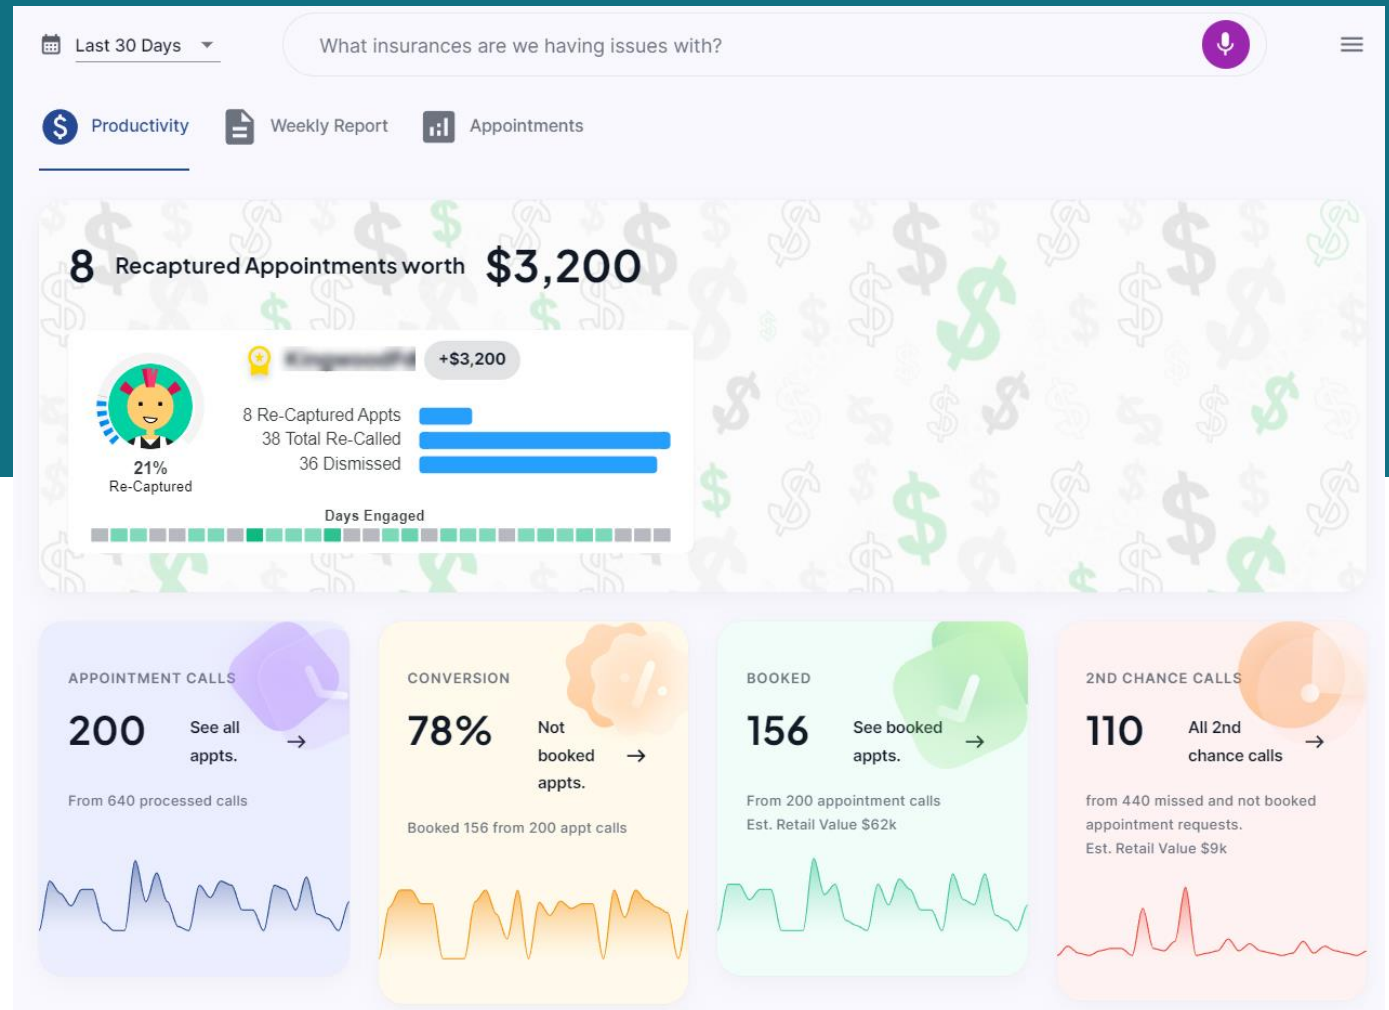 Last 30 Days
What insurances are we having issues with?
Productivity
Weekly Report
Appointments
8 Recaptured Appointments worth $3,200
+$3,200
8 Re-Captured Appts
38 Total Re-Called
36 Dismissed
21%
Re-Captured
Days Engaged
APPOINTMENT CALLS
200
See all
appts.
From 640 processed calls
CONVERSION
78%
Not
booked
appts.
Booked 156 from 200 appt calls
BOOKED
156
See booked
appts.
From 200 appointment calls
Est. Retail Value $62k
2ND CHANCE CALLS
110
All 2nd
chance calls
from 440 missed and not booked
appointment requests.
Est. Retail Value $9k